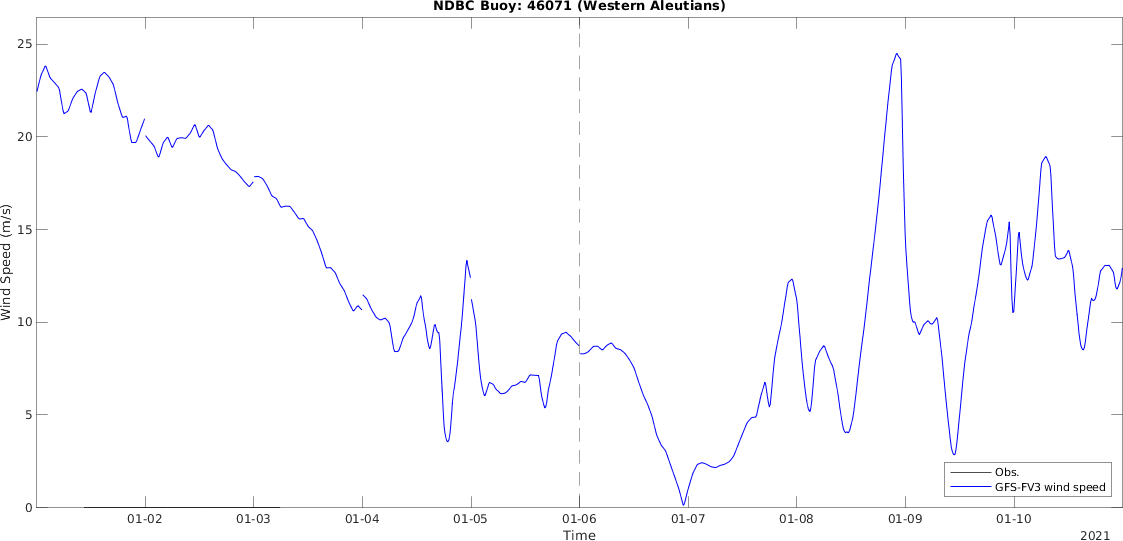 NDBC Buoy: 46071 (Western Aleutians)
25
20
15
10
5
0
Wind Speed (m/s)
01-02 01-03 01-04 01-05 01-06 01-07 01-08 01-09 01-10
Time
2021
Obs.
GFS-FV3 wind speed